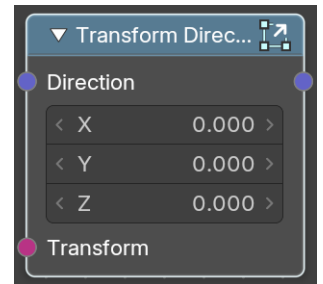 Transform Direc...
Direction
X 0.000
Y 0.000
Z 0.000
Transform